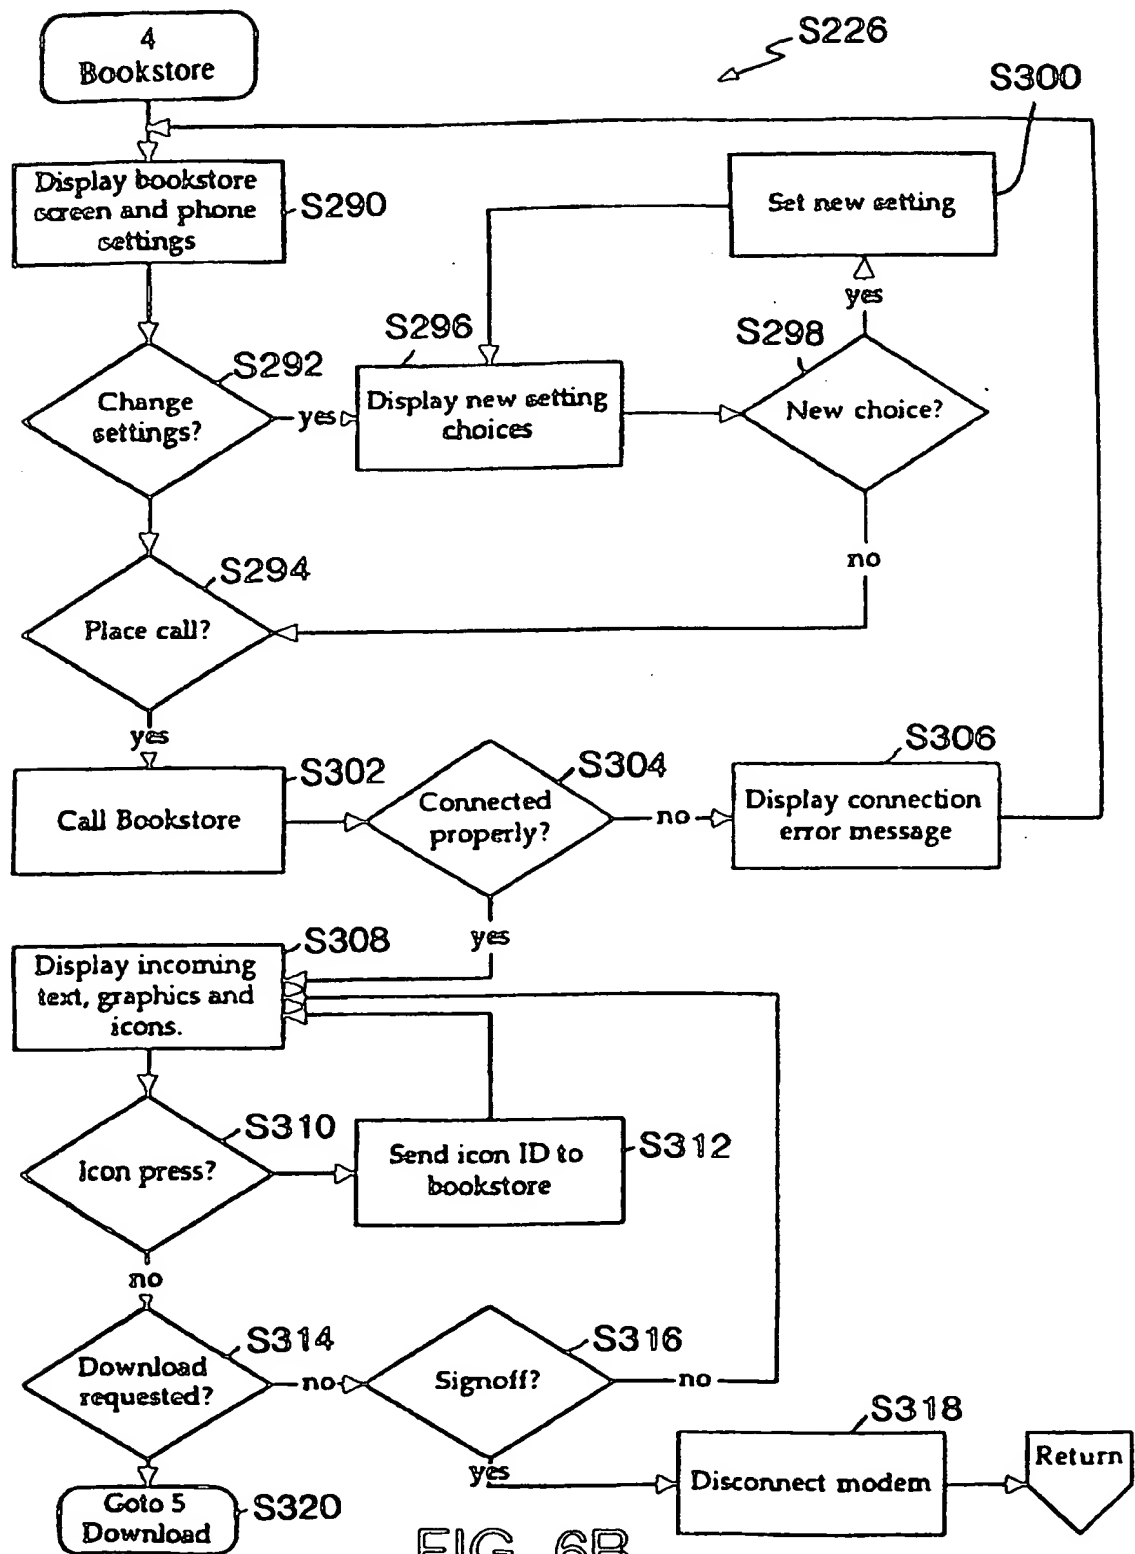 4
Bookstore
S226
S300
Display bookstore
screen and phone
settings
S290
Set new setting
yes
S292
Change
settings?
yes
S296
Display new setting
choices
S298
New choice?
no
S294
Place call?
yes
S302
Call Bookstore
S304
Connected
properly?
no
S306
Display connection
error message
yes
S308
Display incoming
text, graphics and
icons.
S310
Icon press?
Send icon ID to
bookstore
S312
no
S314
Download
requested?
no
S316
Signoff?
no
yes
S318
Disconnect modem
Return
Goto 5
Download
S320
FIG. 6B